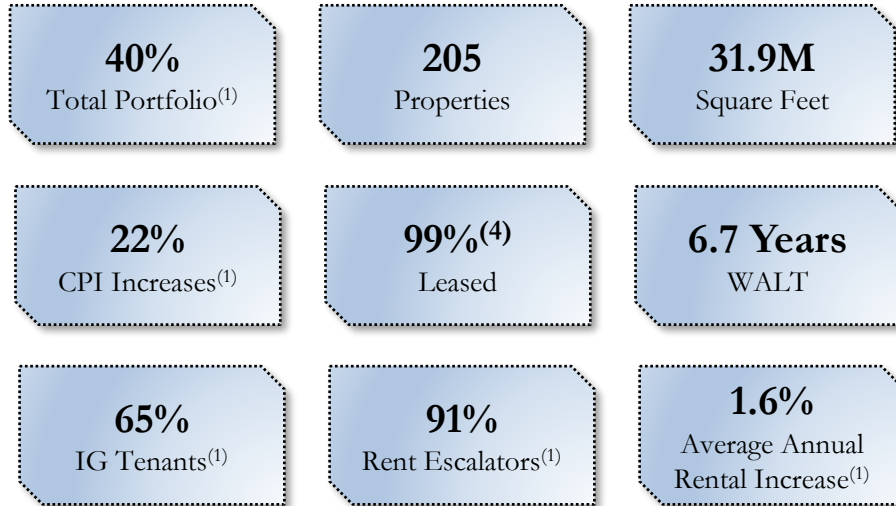 40%
Total Portfolio(1)
205
Properties
31.9M
Square Feet
22%
CPI Increases(1)
99%(4)
Leased
6.7 Years
WALT
65%
IG Tenants(1)
91%
Rent Escalators(1)
1.6%
Average Annual
Rental Increase(1)